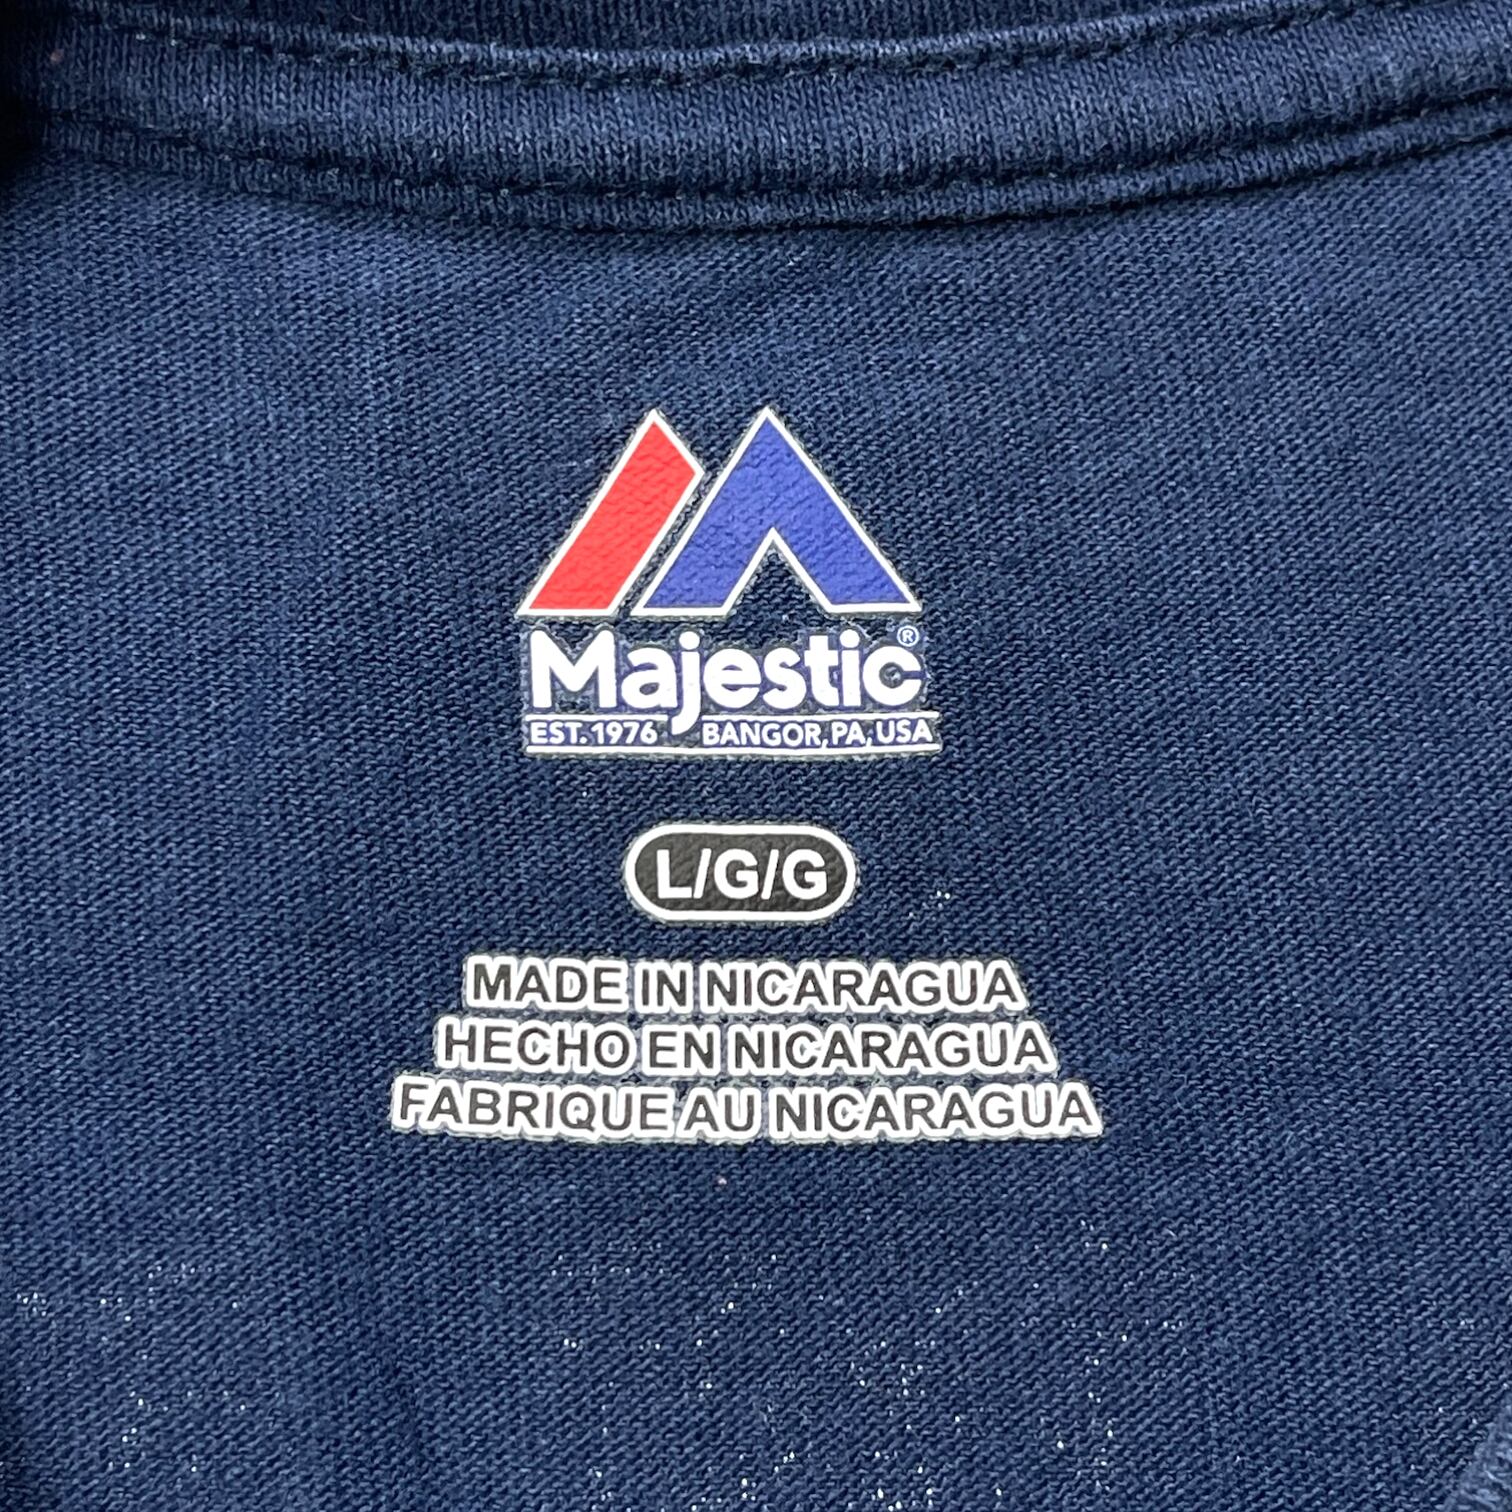 Majestic®
EST. 1976 BANGOR, PA, USA
L/G/G
MADE IN NICARAGUA
HECHO EN NICARAGUA
FABRIQUE AU NICARAGUA